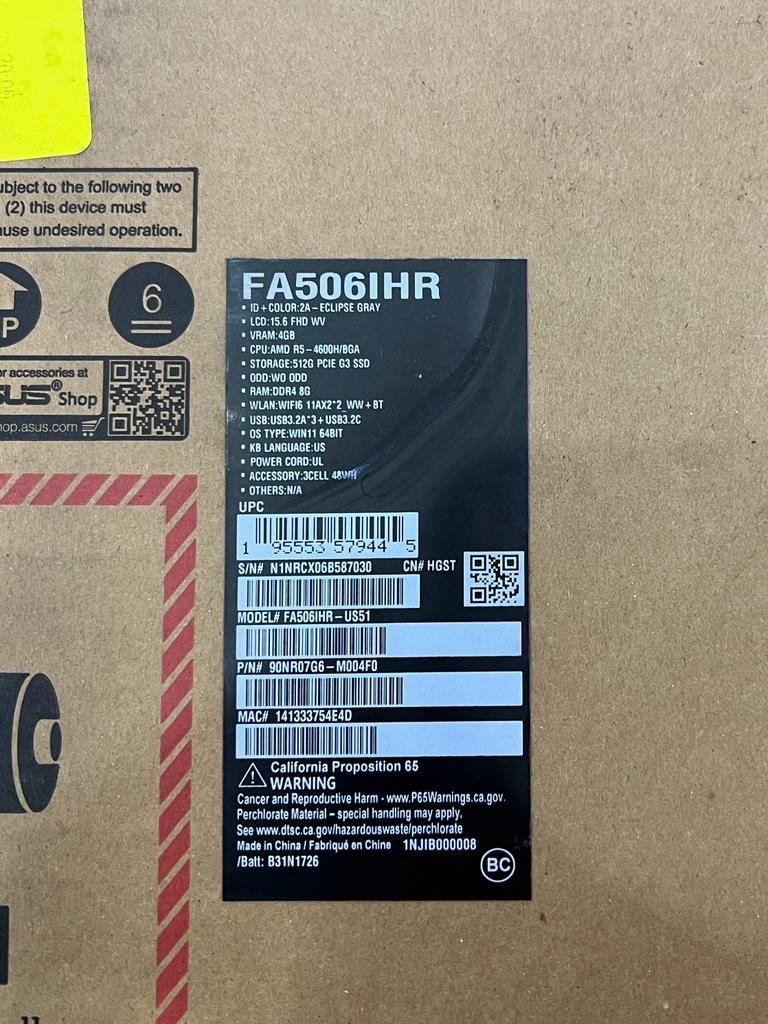 ubject to the following two
(2) this device must
ause undesired operation.
P
6
r accessories at
SUS® Shop
hop.asus.com
FA506IHR
• ID+COLOR:2A-ECLIPSE GRAY
• LCD:15.6 FHD WV
• VRAM:4GB
• CPU:AMD R5-4600H/BGA
• STORAGE:512G PCIE G3 SSD
• ODD:WO ODD
• RAM:DDR4 8G
• WLAN:WIFI6 11AX2*2_WW+BT
• USB:USB3.2A*3+USB3.2C
• OS TYPE:WIN11 64BIT
• KB LANGUAGE:US
• POWER CORD:UL
• ACCESSORY:3CELL 48WH
• OTHERS:N/A
UPC
1 95553 57944 5
S/N# N1NRCX06B587030 CN# HGST
MODEL# FA506IHR-US51
P/N# 90NR07G6-M004F0
MAC# 141333754E4D
California Proposition 65
WARNING
Cancer and Reproductive Harm - www.P65Warnings.ca.gov.
Perchlorate Material - special handling may apply,
See www.dtsc.ca.gov/hazardouswaste/perchlorate
Made in China / Fabriqué en Chine 1NJIB000008
/Batt: B31N1726
BC